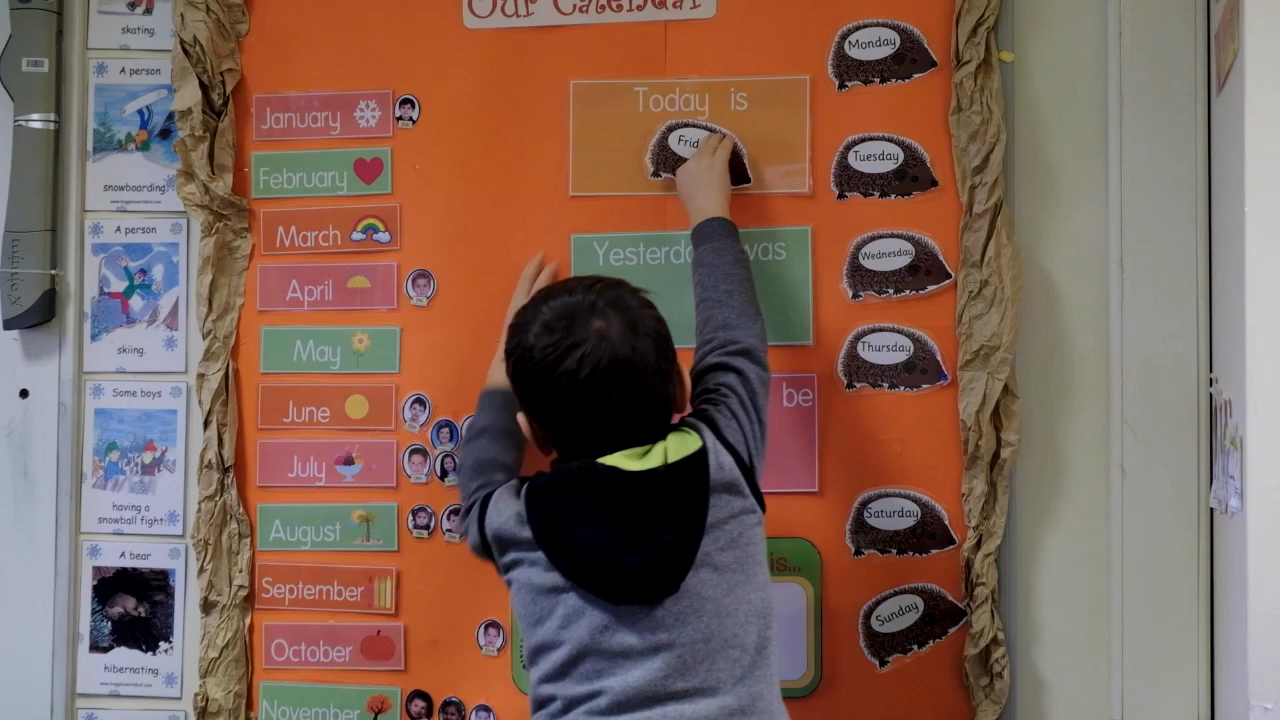 Our Calendar
skating.
A person
snowboarding.
A person
skiing.
Some boys
having a
snowball fight.
A bear
hibernating.
January
February
March
April
May
June
July
August
September
October
November
Today is
Frid
Yesterda was
be
is...
Monday
Tuesday
Wednesday
Thursday
Saturday
Sunday